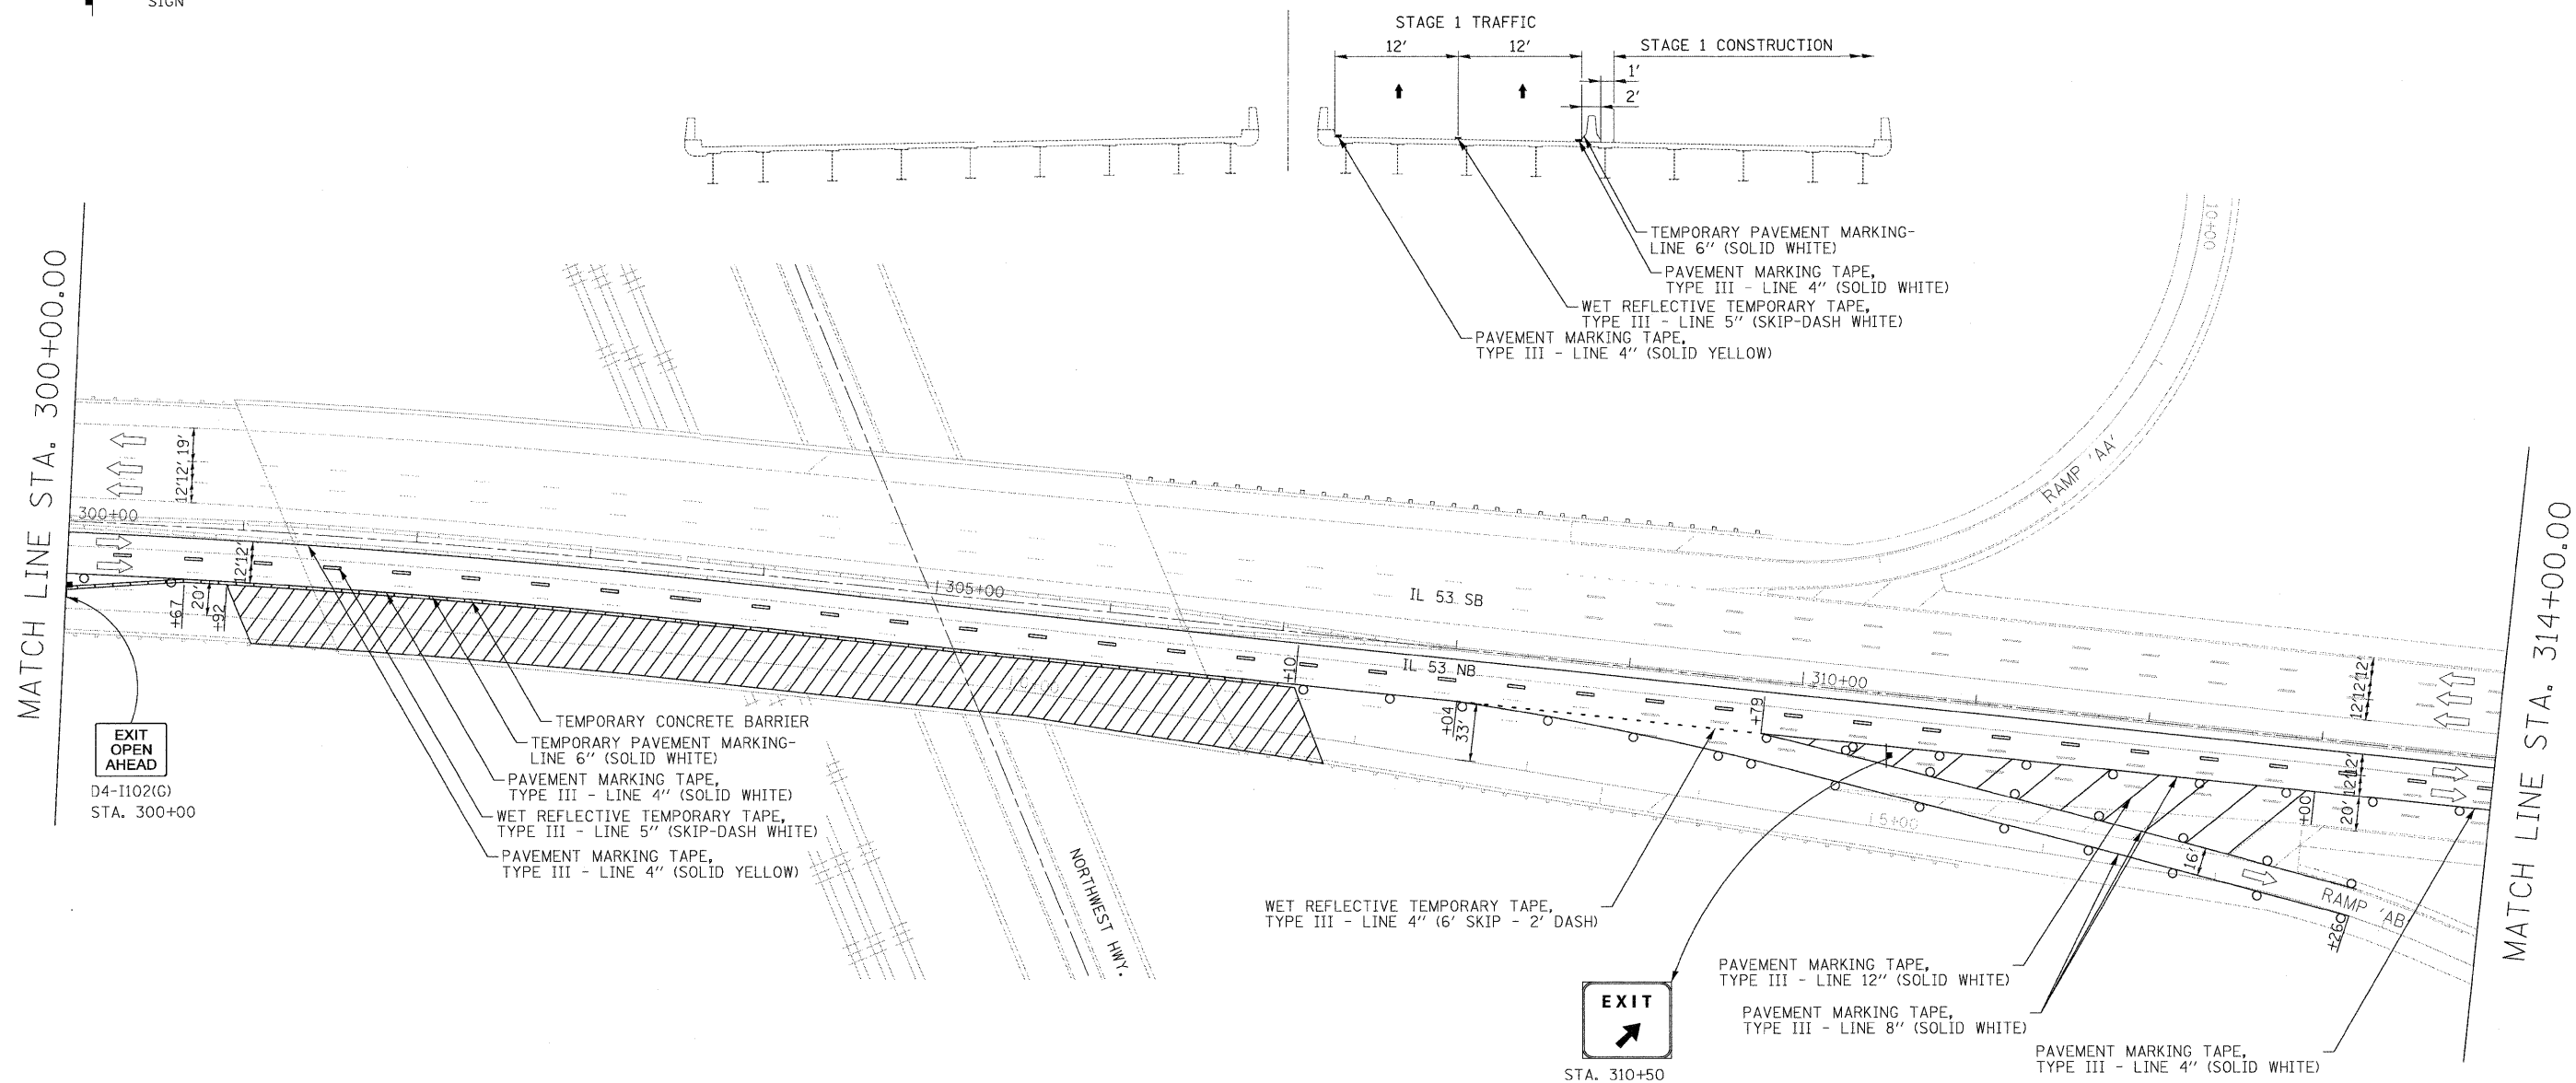 SIGN
STAGE 1 TRAFFIC
12'
12'
STAGE 1 CONSTRUCTION
1'
2'
TEMPORARY PAVEMENT MARKING-
LINE 6" (SOLID WHITE)
PAVEMENT MARKING TAPE,
TYPE III - LINE 4" (SOLID WHITE)
WET REFLECTIVE TEMPORARY TAPE,
TYPE III - LINE 5" (SKIP-DASH WHITE)
PAVEMENT MARKING TAPE,
TYPE III - LINE 4" (SOLID YELLOW)
10+00
MATCH LINE STA. 300+00.00
12'12' 19'
300+00
12'12'
+67
20'
+92
305+00
IL 53 SB
IL 53 NB
+10
+04
33'
+79
310+00
RAMP 'AA'
12'12'12'
MATCH LINE STA. 314+00.00
EXIT
OPEN
AHEAD
D4-I102(G)
STA. 300+00
TEMPORARY CONCRETE BARRIER
TEMPORARY PAVEMENT MARKING-
LINE 6" (SOLID WHITE)
PAVEMENT MARKING TAPE,
TYPE III - LINE 4" (SOLID WHITE)
WET REFLECTIVE TEMPORARY TAPE,
TYPE III - LINE 5" (SKIP-DASH WHITE)
PAVEMENT MARKING TAPE,
TYPE III - LINE 4" (SOLID YELLOW)
NORTHWEST HWY.
15+00
+00
20' 12'12'
16'
RAMP 'AB'
+26
WET REFLECTIVE TEMPORARY TAPE,
TYPE III - LINE 4" (6' SKIP - 2' DASH)
EXIT
STA. 310+50
PAVEMENT MARKING TAPE,
TYPE III - LINE 12" (SOLID WHITE)
PAVEMENT MARKING TAPE,
TYPE III - LINE 8" (SOLID WHITE)
PAVEMENT MARKING TAPE,
TYPE III - LINE 4" (SOLID WHITE)